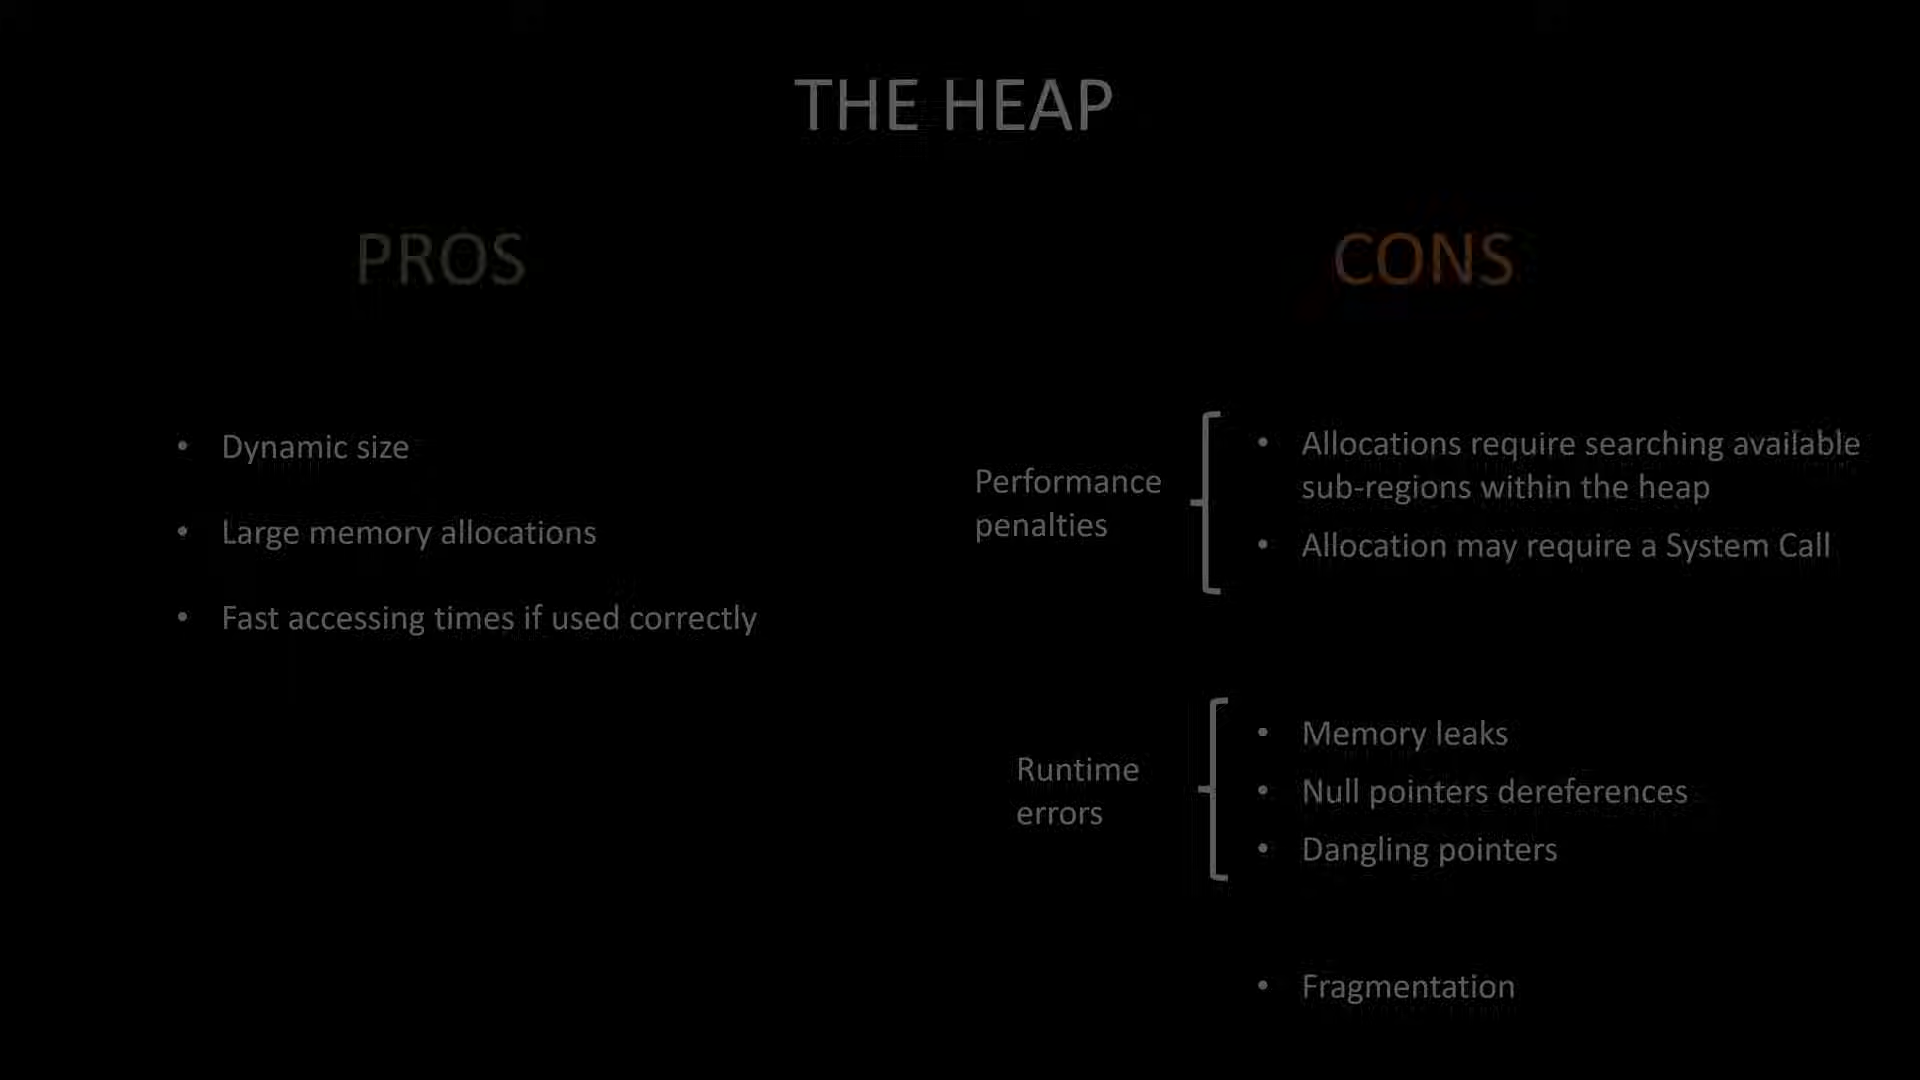 THE HEAP
PROS
• Dynamic size
• Large memory allocations
• Fast accessing times if used correctly
CONS
Performance
penalties
• Allocations require searching available
sub-regions within the heap
• Allocation may require a System Call
Runtime
errors
• Memory leaks
• Null pointers dereferences
• Dangling pointers
• Fragmentation